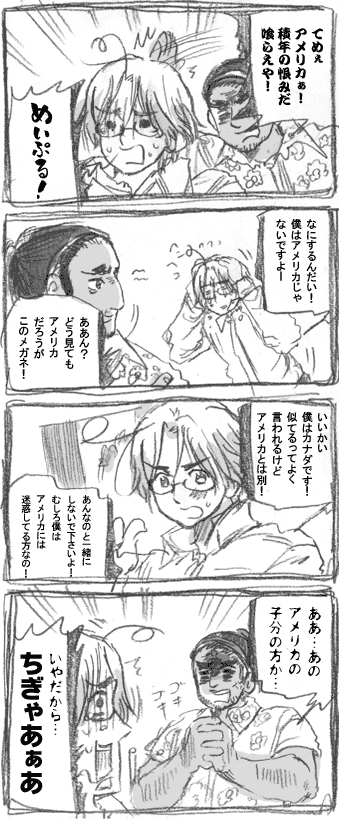 てめぇ
アメリカぁ！
積年の恨みだ
喰らえや！
めいぷる！
なにするんだい！
僕はアメリカじゃ
ないですよー
ああん？
どう見ても
アメリカ
だろうが
このメガネ！
いいかい
僕はカナダです！
似てるってよく
言われるけど
アメリカとは別！
あんなのと一緒に
しないで下さいよ！
むしろ僕は
アメリカには
迷惑してる方なの！
ああ…あの
アメリカの
子分の方か…
ゴキ
ゴキ
いやだから…
ちぎゃあぁあ